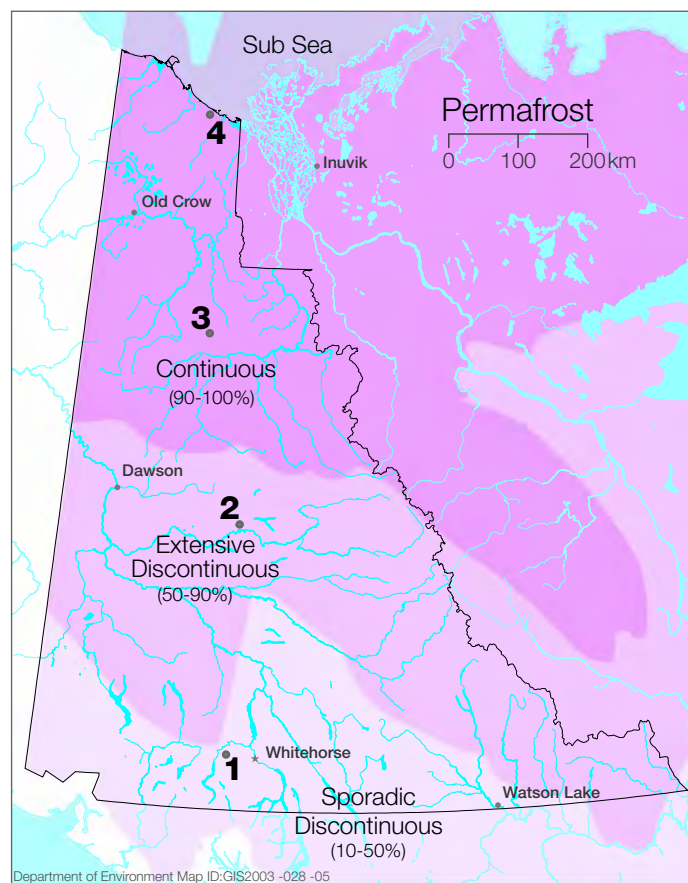 Sub Sea
Permafrost
0 100 200km
4
Inuvik
Old Crow
3
Continuous
(90-100%)
Dawson
2
Extensive
Discontinuous
(50-90%)
Whitehorse
1
Sporadic
Watson Lake
Discontinuous
(10-50%)
Department of Environment Map ID:GIS2003 -028 -05